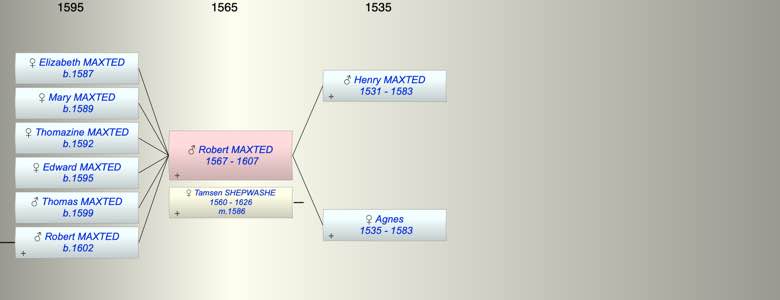 1595 1565 1535
♀ Elizabeth MAXTED
b.1587
♀ Mary MAXTED
b.1589
♀ Thomazine MAXTED
b.1592
♀ Edward MAXTED
b.1595
♂ Thomas MAXTED
b.1599
♂ Robert MAXTED
b.1602
+
♂ Robert MAXTED
1567 - 1607
+
♀ Tamsen SHEPWASHE
1560 - 1626
m.1586
+
♂ Henry MAXTED
1531 - 1583
+
♀ Agnes
1535 - 1583
+